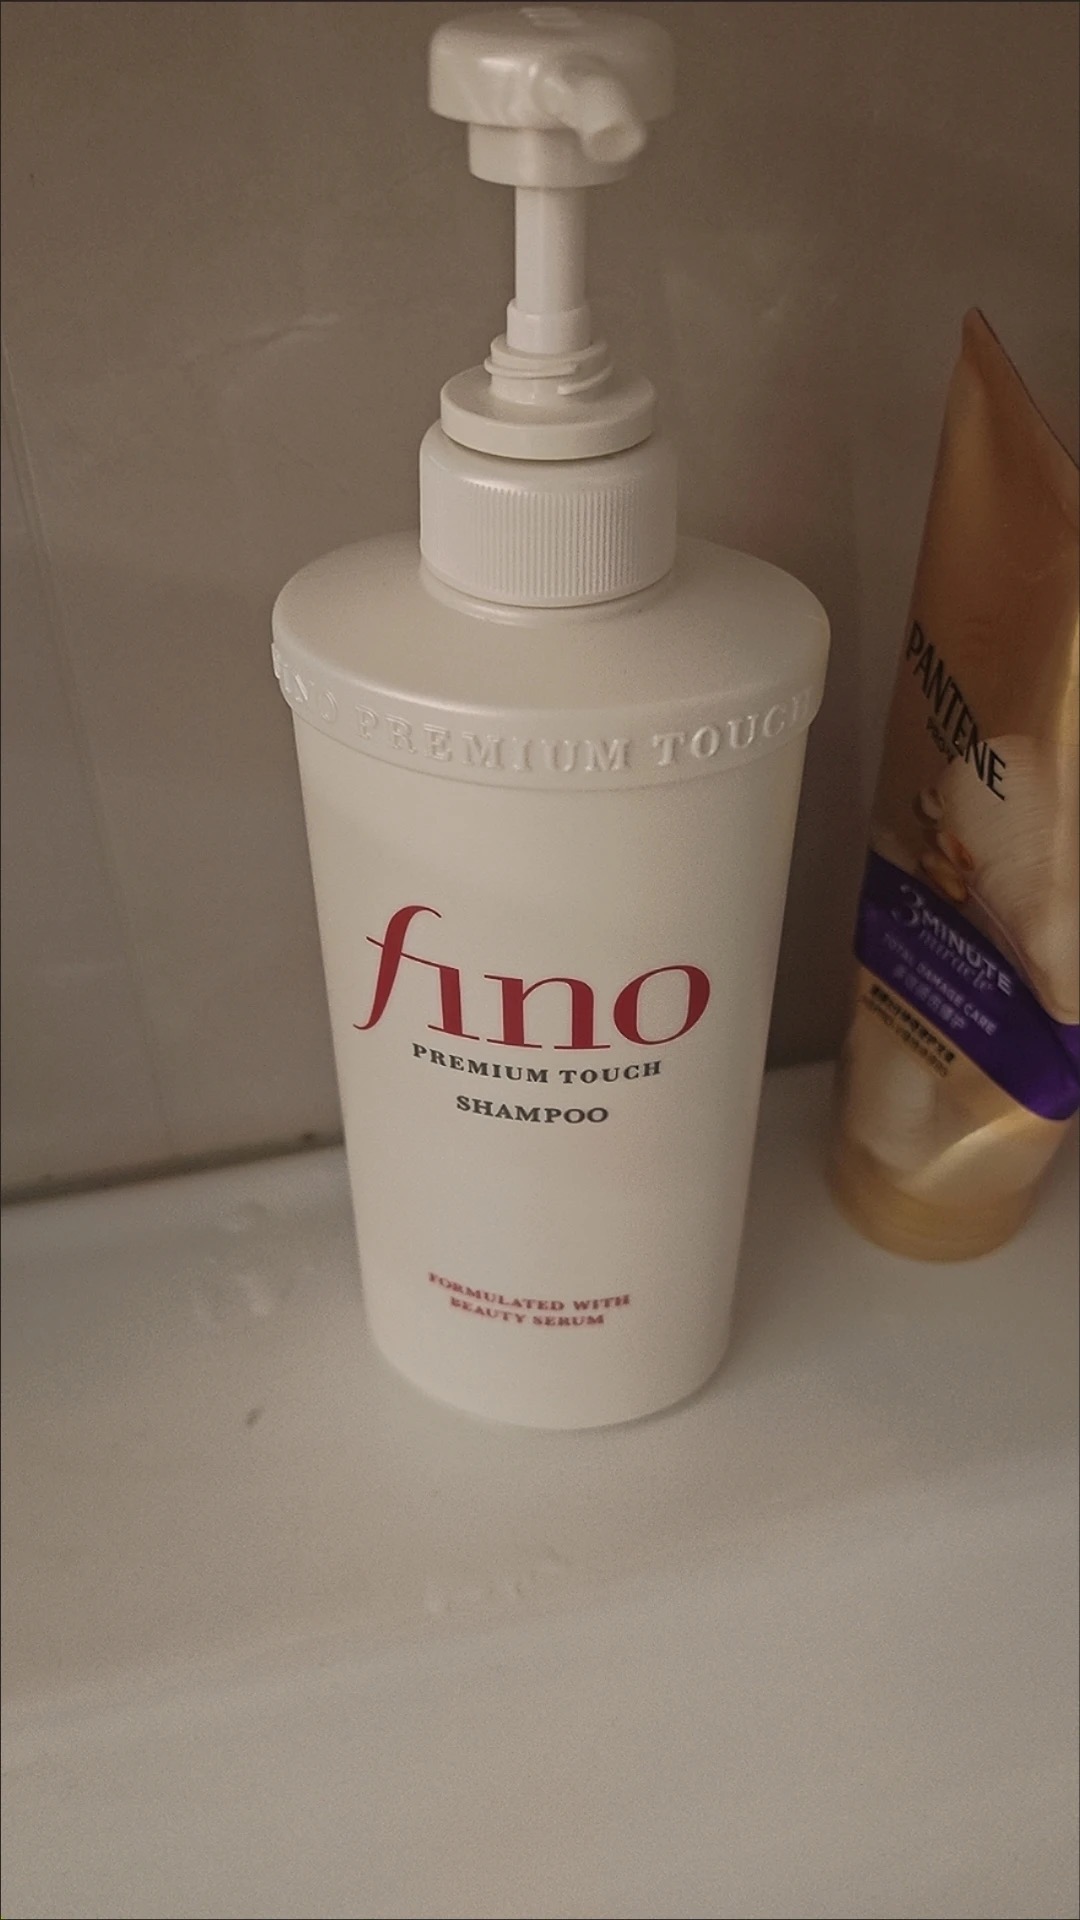 FINO PREMIUM TOUCH
fino
PREMIUM TOUCH
SHAMPOO
FORMULATED WITH
BEAUTY SERUM
PANTENE
PRO-V
3 MINUTE
miracle
TOTAL DAMAGE CARE